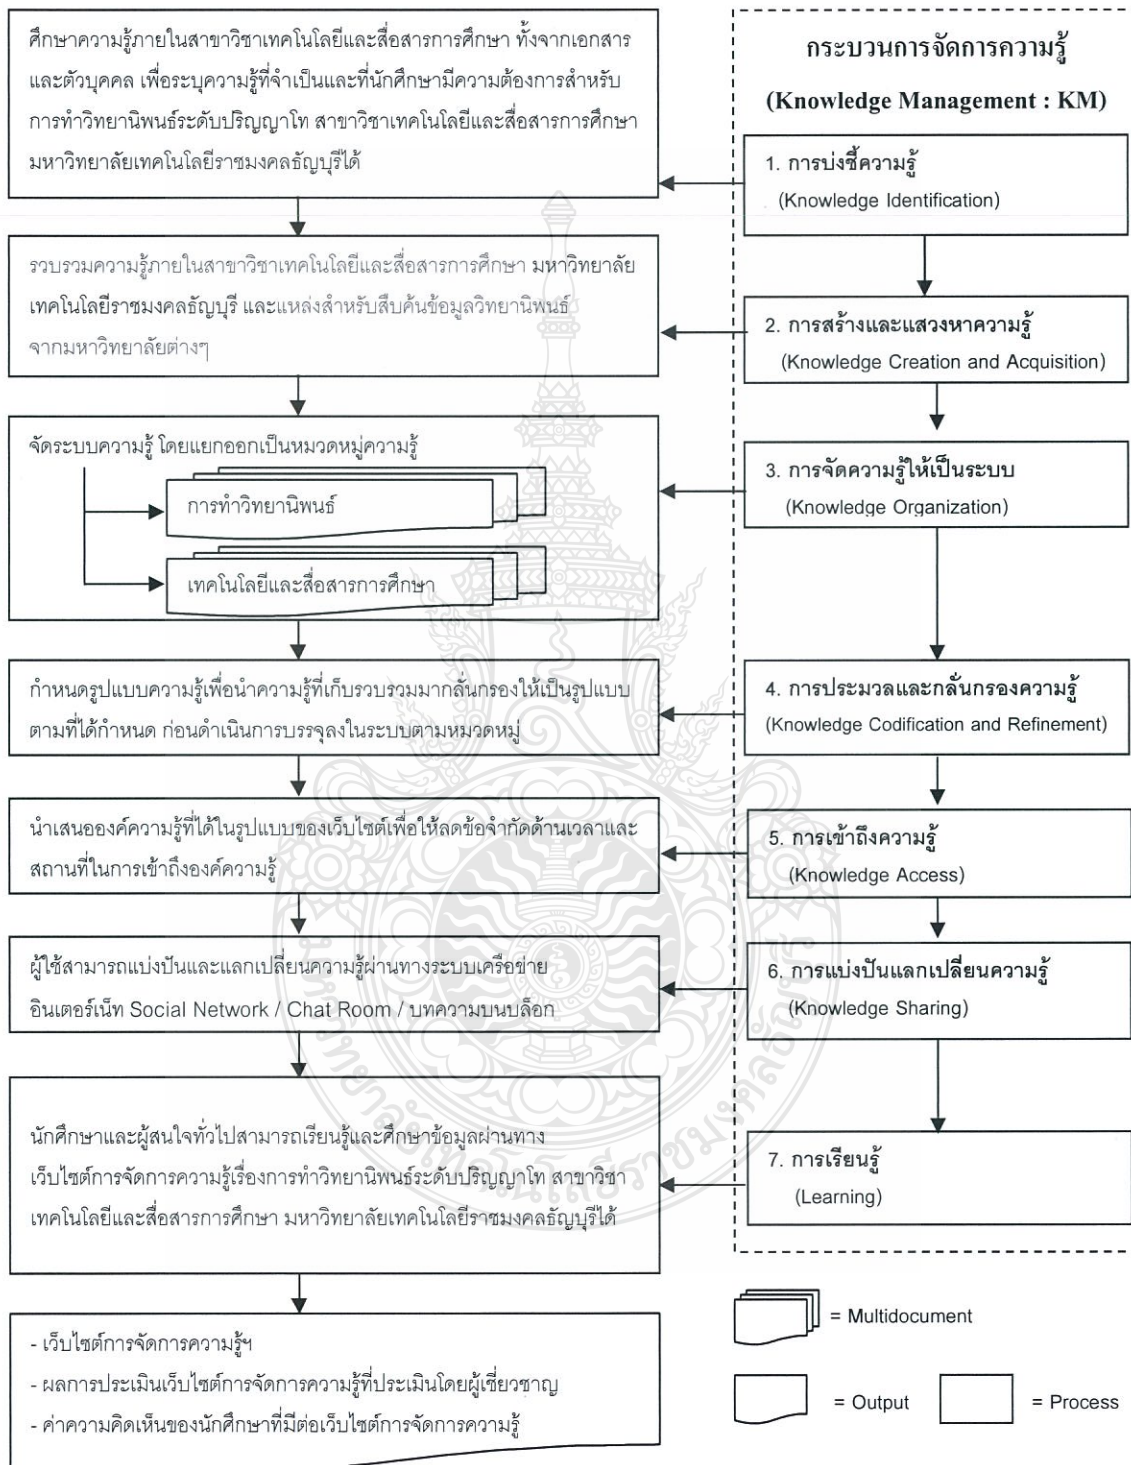 ศึกษาความรู้ภายในสาขาวิชาเทคโนโลยีและสื่อสารการศึกษา ทั้งจากเอกสาร
และตัวบุคคล เพื่อระบุความรู้ที่จำเป็นและที่นักศึกษามีความต้องการสำหรับ
การทำวิทยานิพนธ์ระดับปริญญาโท สาขาวิชาเทคโนโลยีและสื่อสารการศึกษา
มหาวิทยาลัยเทคโนโลยีราชมงคลธัญบุรีได้
รวบรวมความรู้ภายในสาขาวิชาเทคโนโลยีและสื่อสารการศึกษา มหาวิทยาลัย
เทคโนโลยีราชมงคลธัญบุรี และแหล่งสำหรับสืบค้นข้อมูลวิทยานิพนธ์
จากมหาวิทยาลัยต่างๆ
จัดระบบความรู้ โดยแยกออกเป็นหมวดหมู่ความรู้
การทำวิทยานิพนธ์
เทคโนโลยีและสื่อสารการศึกษา
กำหนดรูปแบบความรู้เพื่อนำความรู้ที่เก็บรวบรวมมากลั่นกรองให้เป็นรูปแบบ
ตามที่ได้กำหนด ก่อนดำเนินการบรรจุลงในระบบตามหมวดหมู่
นำเสนอองค์ความรู้ที่ได้ในรูปแบบของเว็บไซต์เพื่อให้ลดข้อจำกัดด้านเวลาและ
สถานที่ในการเข้าถึงองค์ความรู้
ผู้ใช้สามารถแบ่งปันและแลกเปลี่ยนความรู้ผ่านทางระบบเครือข่าย
อินเตอร์เน็ท Social Network / Chat Room / บทความบนบล็อก
นักศึกษาและผู้สนใจทั่วไปสามารถเรียนรู้และศึกษาข้อมูลผ่านทาง
เว็บไซต์การจัดการความรู้เรื่องการทำวิทยานิพนธ์ระดับปริญญาโท สาขาวิชา
เทคโนโลยีและสื่อสารการศึกษา มหาวิทยาลัยเทคโนโลยีราชมงคลธัญบุรีได้
- เว็บไซต์การจัดการความรู้ฯ
- ผลการประเมินเว็บไซต์การจัดการความรู้ที่ประเมินโดยผู้เชี่ยวชาญ
- ค่าความคิดเห็นของนักศึกษาที่มีต่อเว็บไซต์การจัดการความรู้
กระบวนการจัดการความรู้
(Knowledge Management : KM)
1. การบ่งชี้ความรู้
(Knowledge Identification)
2. การสร้างและแสวงหาความรู้
(Knowledge Creation and Acquisition)
3. การจัดความรู้ให้เป็นระบบ
(Knowledge Organization)
4. การประมวลและกลั่นกรองความรู้
(Knowledge Codification and Refinement)
5. การเข้าถึงความรู้
(Knowledge Access)
6. การแบ่งปันแลกเปลี่ยนความรู้
(Knowledge Sharing)
7. การเรียนรู้
(Learning)
= Multidocument
= Output
= Process
มหาวิทยาลัยเทคโนโลยีราชมงคลธัญบุรี